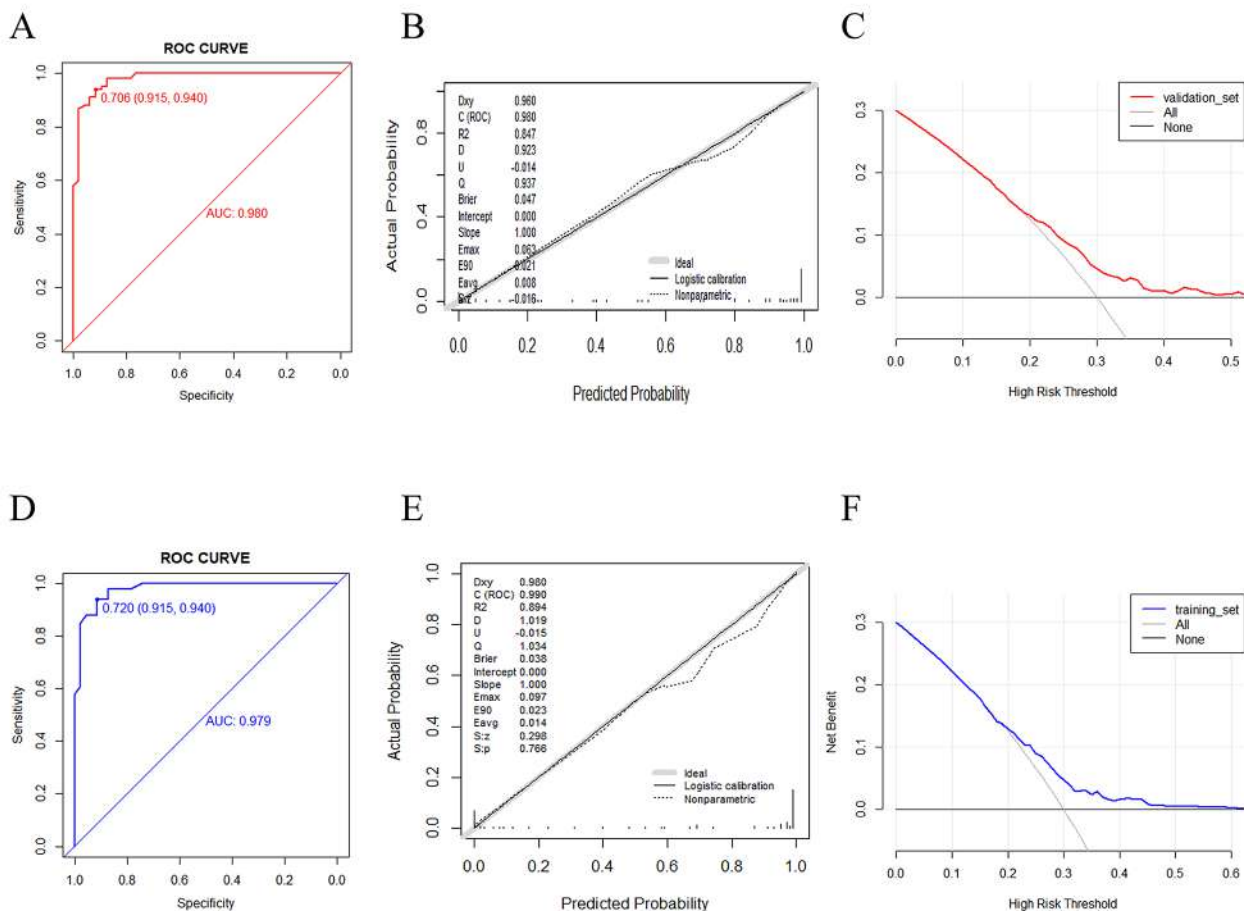 A
ROC CURVE
1.0
0.8
0.6
0.4
0.2
0.0
Sensitivity
0.706 (0.915, 0.940)
AUC: 0.980
1.0 0.8 0.6 0.4 0.2 0.0
Specificity
B
0.8
0.4
0.0
Actual Probability
Dxy 0.960
C (ROC) 0.980
R2 0.847
D 0.923
U -0.014
Q 0.937
Brier 0.047
Intercept 0.000
Slope 1.000
Emax 0.063
E90 0.021
Eavg 0.008
S:z -0.016
Ideal
Logistic calibration
Nonparametric
0.0 0.2 0.4 0.6 0.8 1.0
Predicted Probability
C
validation_set
All
None
0.3
0.2
0.1
0.0
0.0 0.1 0.2 0.3 0.4 0.5
High Risk Threshold
D
ROC CURVE
1.0
0.8
0.6
0.4
0.2
0.0
Sensitivity
0.720 (0.915, 0.940)
AUC: 0.979
1.0 0.8 0.6 0.4 0.2 0.0
Specificity
E
1.0
0.8
0.6
0.4
0.2
0.0
Actual Probability
Dxy 0.980
C (ROC) 0.990
R2 0.894
D 1.019
U -0.015
Q 1.034
Brier 0.038
Intercept 0.000
Slope 1.000
Emax 0.097
E90 0.023
Eavg 0.014
S:z 0.298
S:p 0.766
Ideal
Logistic calibration
Nonparametric
0.0 0.2 0.4 0.6 0.8 1.0
Predicted Probability
F
training_set
All
None
0.3
0.2
0.1
0.0
Net Benefit
0.0 0.1 0.2 0.3 0.4 0.5 0.6
High Risk Threshold